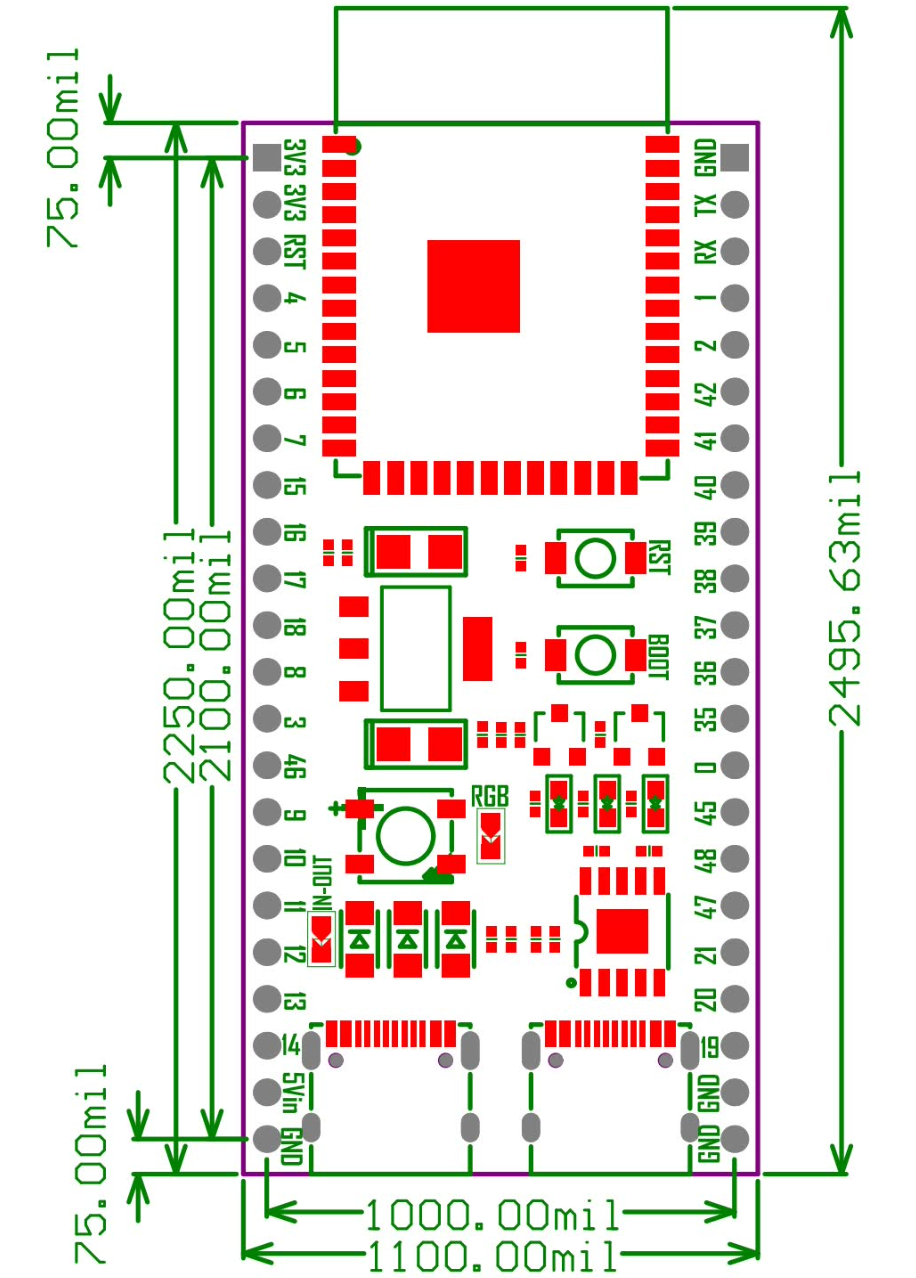 75.00mil
2250.00mil
2100.00mil
75.00mil
2495.63mil
1000.00mil
1100.00mil
3V3
3V3
RST
4
5
6
7
15
16
17
18
8
3
46
9
10
11
12
13
14
5Vin
GND
GND
TX
RX
1
2
42
41
40
39
38
37
36
35
0
45
48
47
21
20
19
GND
GND
RST
BOOT
RGB
+
IN-OUT